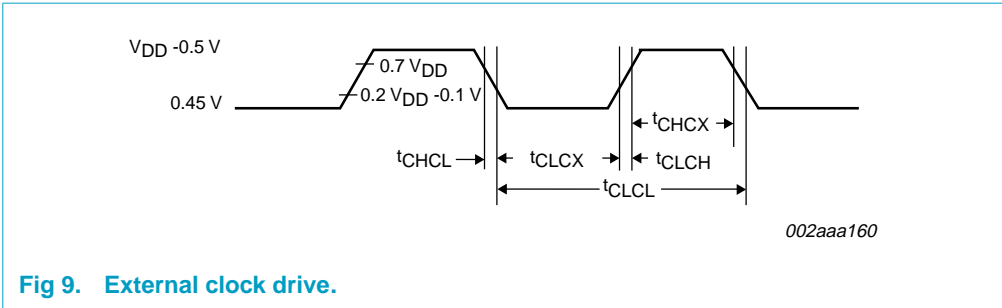 VDD -0.5 V
0.7 VDD
0.2 VDD -0.1 V
0.45 V
tCHCX
tCHCL
tCLCX
tCLCH
tCLCL
002aaa160
Fig 9. External clock drive.